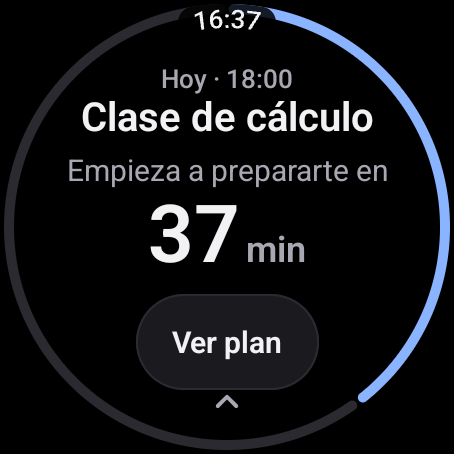 16:37
Hoy · 18:00
Clase de cálculo
Empieza a prepararte en
37 min
Ver plan